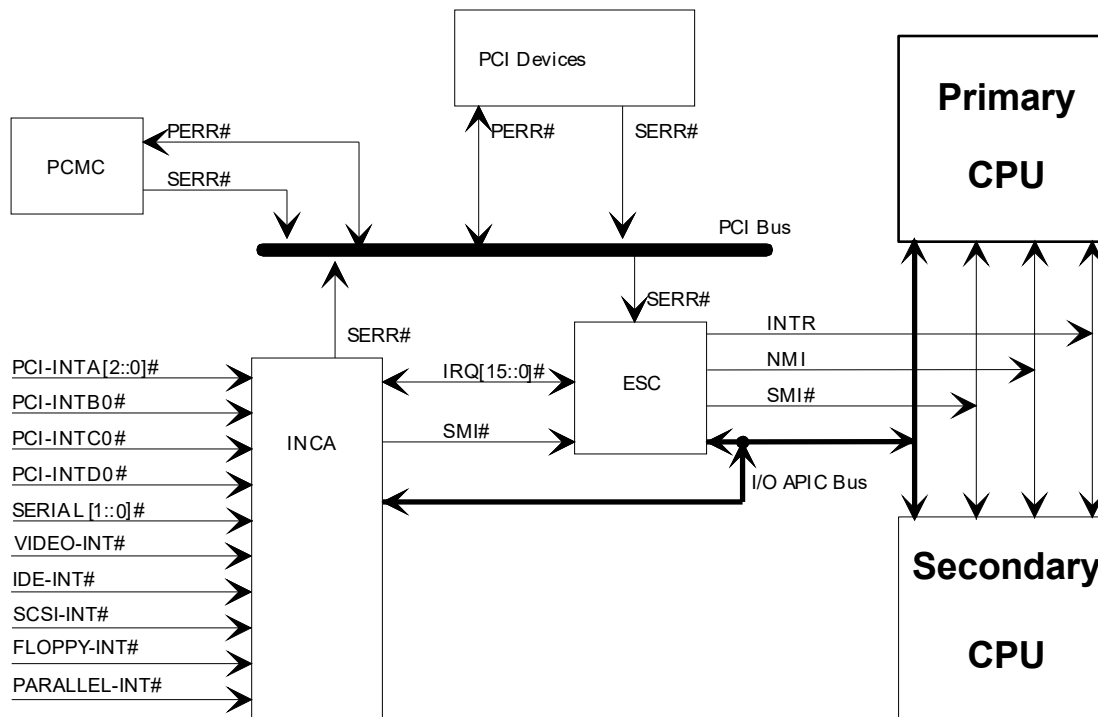 PCI Devices
Primary
CPU
PERR#
PERR#
SERR#
PCMC
SERR#
PCI Bus
SERR#
SERR#
INTR
PCI-INTA[2::0]#
IRQ[15::0]#
NMI
ESC
PCI-INTB0#
SMI#
PCI-INTC0#
INCA
SMI#
PCI-INTD0#
I/O APIC Bus
SERIAL[1::0]#
VIDEO-INT#
IDE-INT#
Secondary
SCSI-INT#
FLOPPY-INT#
CPU
PARALLEL-INT#